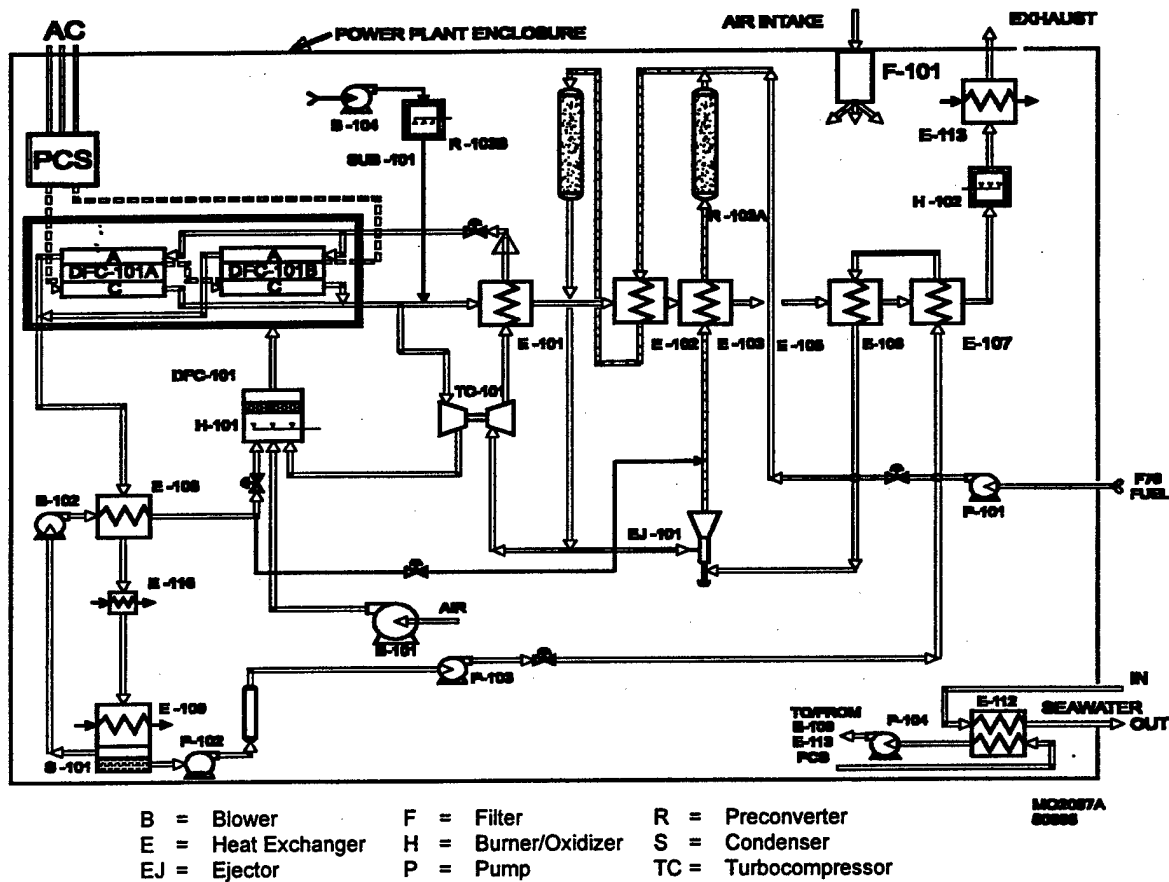 AC
POWER PLANT ENCLOSURE
AIR INTAKE
EXHAUST
F-101
B-104
R-103B
SUB-101
E-113
PCS
H-102
R-103A
A
DFC-101A
C
A
DFC-101B
C
E-101
E-102
E-103
E-105
E-106
E-107
DFC-101
TC-101
H-101
E-108
B-102
F76
FUEL
P-101
EJ-101
E-116
AIR
B-101
P-103
IN
E-109
P-102
S-101
E-112
SEAWATER
OUT
TO/FROM
E-109
E-113
PCS
P-104
B = Blower F = Filter R = Preconverter
E = Heat Exchanger H = Burner/Oxidizer S = Condenser
EJ = Ejector P = Pump TC = Turbocompressor